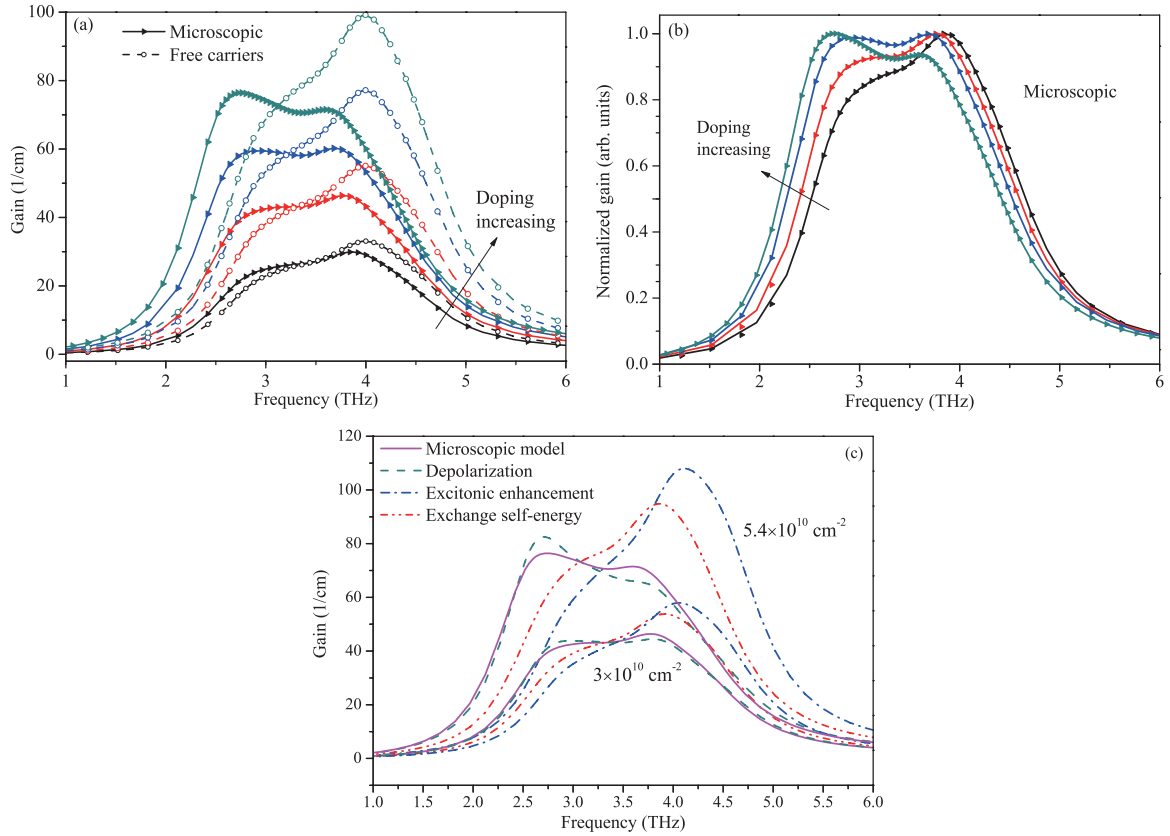 (a)
Microscopic
Free carriers
Doping
increasing
Gain (1/cm)
100
80
60
40
20
0
1 2 3 4 5 6
Frequency (THz)
(b)
Microscopic
Doping
increasing
Normalized gain (arb. units)
1.0
0.8
0.6
0.4
0.2
0.0
1 2 3 4 5 6
Frequency (THz)
(c)
Microscopic model
Depolarization
Excitonic enhancement
Exchange self-energy
5.4×10¹⁰ cm⁻²
3×10¹⁰ cm⁻²
Gain (1/cm)
120
100
80
60
40
20
0
1.0 1.5 2.0 2.5 3.0 3.5 4.0 4.5 5.0 5.5 6.0
Frequency (THz)